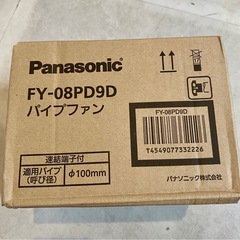 Panasonic
FY-08PD9D
パイプファン
連結端子付
適用パイプ
(呼び径)
φ100mm
FY-08PD9D
T4549077332226
パナソニック株式会社